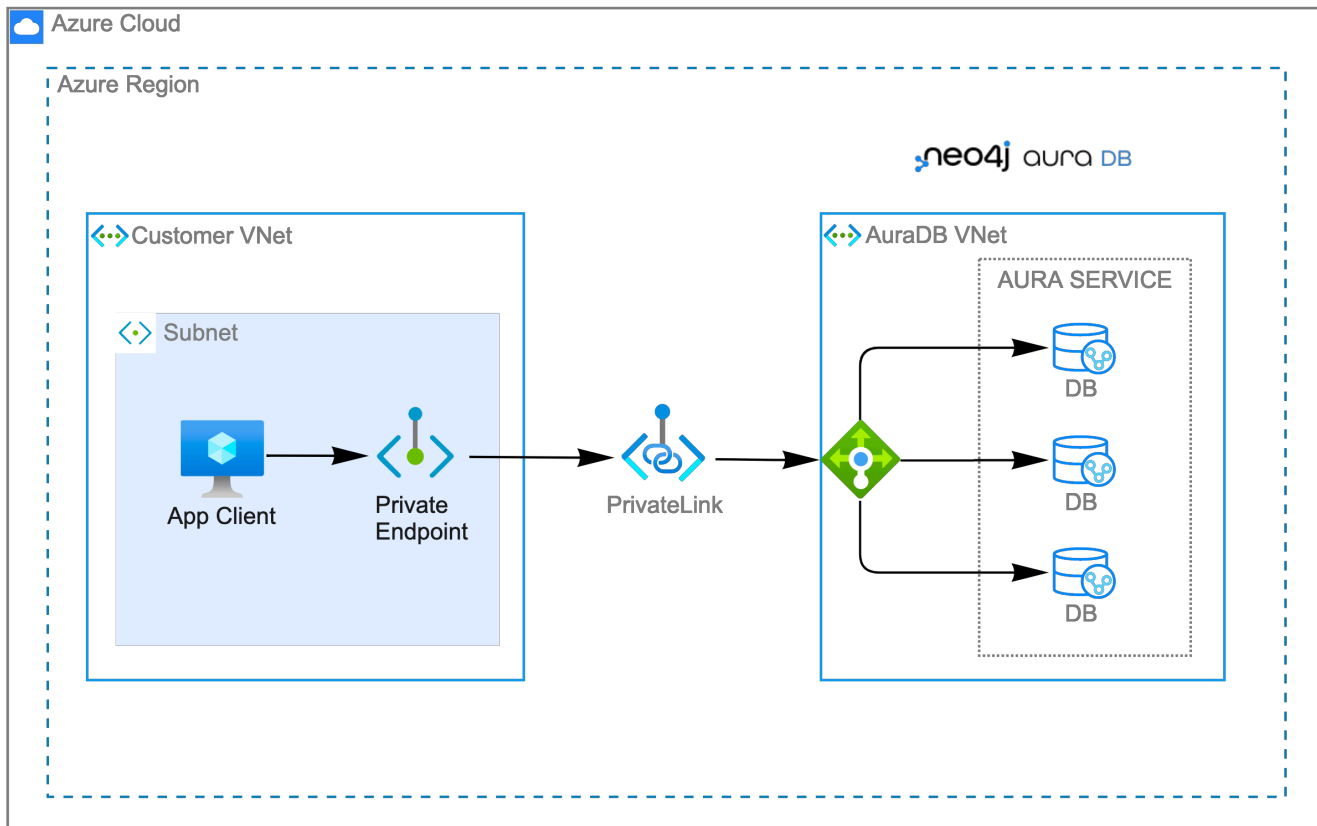 Azure Cloud
Azure Region
neo4j aura DB
Customer VNet
AuraDB VNet
AURA SERVICE
Subnet
DB
App Client
Private
Endpoint
PrivateLink
DB
DB